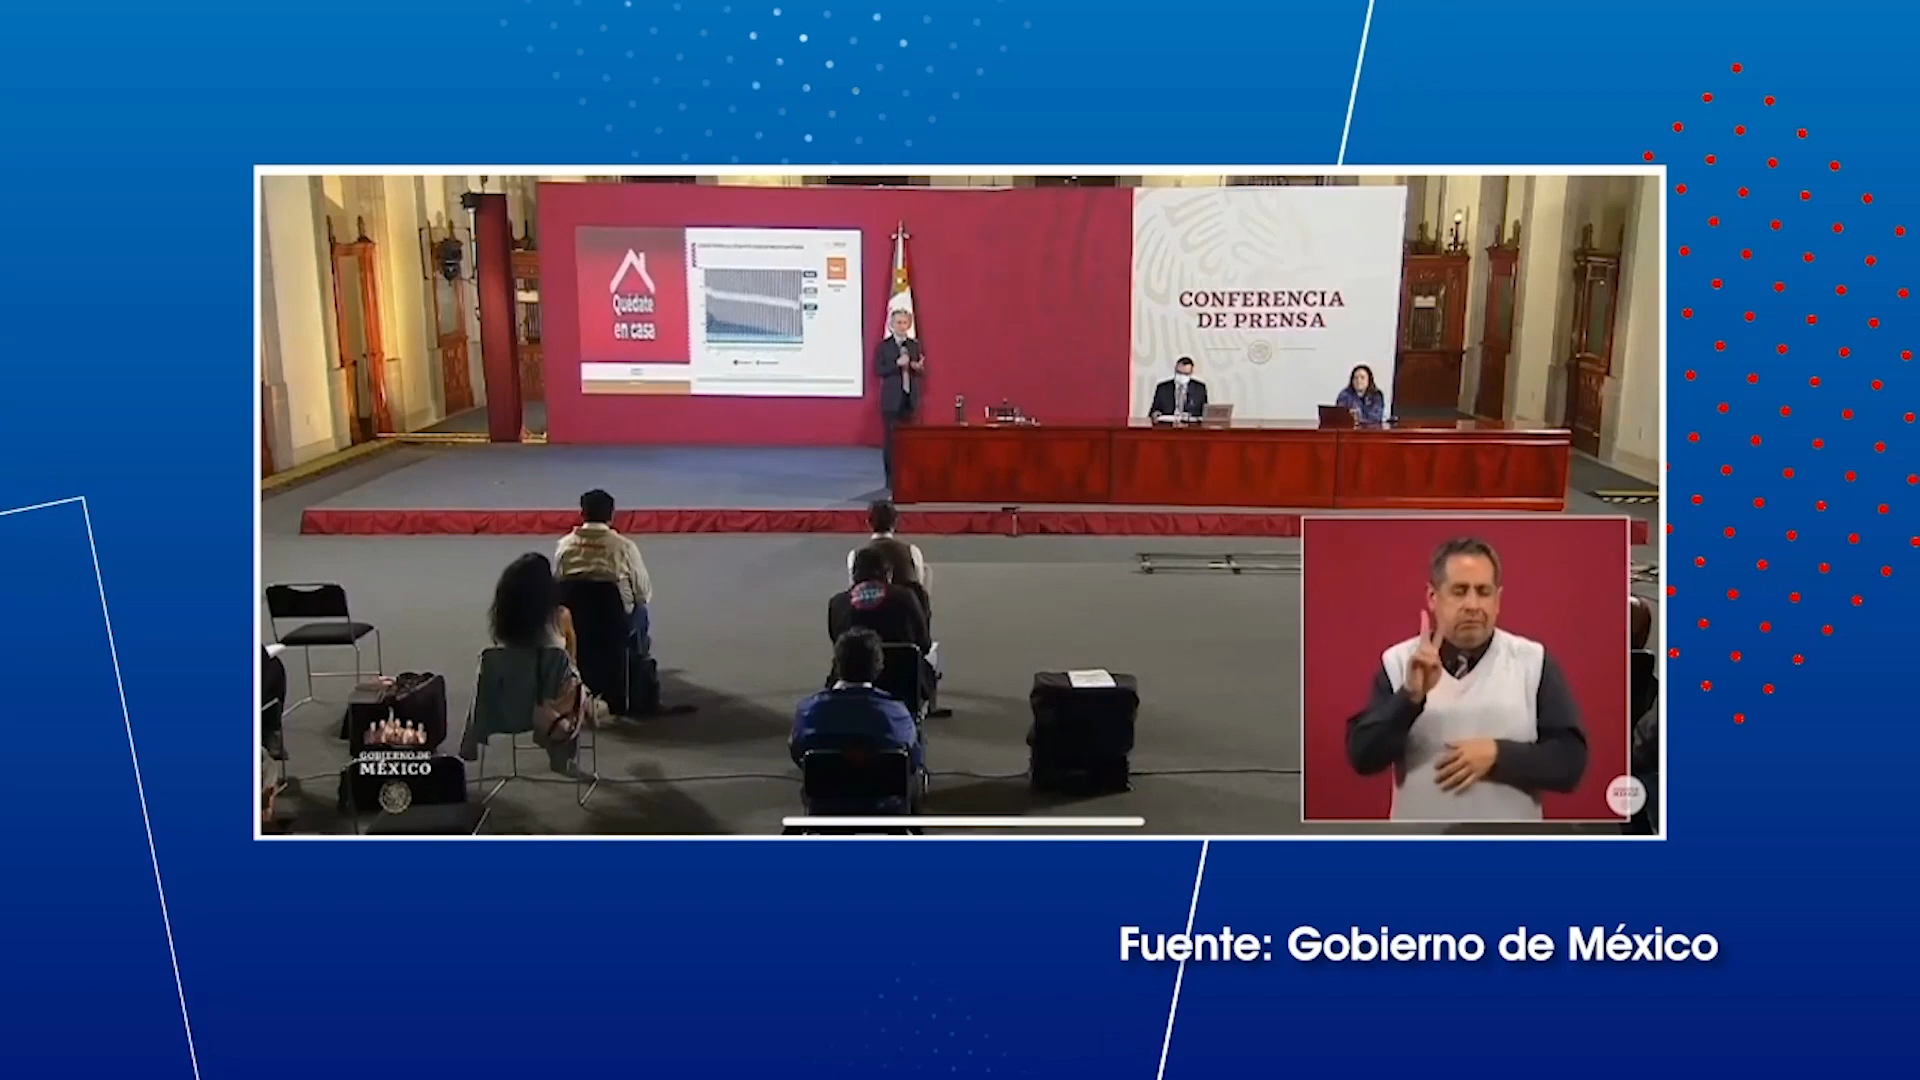 Quédate
en casa
CONFERENCIA
DE PRENSA
GOBIERNO DE
MÉXICO
Fuente: Gobierno de México